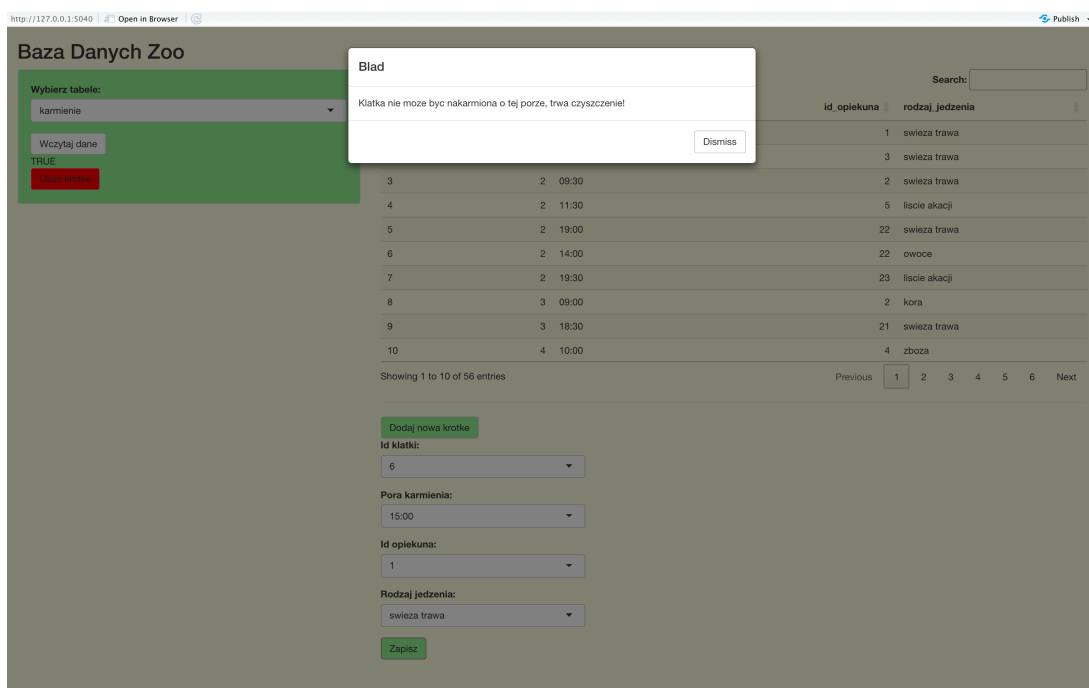 http://127.0.0.1:5040 Open in Browser Publish
Baza Danych Zoo
Wybierz tabele:
karmienie
Wczytaj dane
TRUE
Blad
Klatka nie moze byc nakarmiona o tej porze, trwa czyszczenie!
Dismiss
Search:
id_opiekuna rodzaj_jedzenia
1 swieza trawa
3 swieza trawa
3 2 09:30 2 swieza trawa
4 2 11:30 5 liscie akacji
5 2 19:00 22 swieza trawa
6 2 14:00 22 owoce
7 2 19:30 23 liscie akacji
8 3 09:00 2 kora
9 3 18:30 21 swieza trawa
10 4 10:00 4 zboza
Showing 1 to 10 of 56 entries Previous 1 2 3 4 5 6 Next
Dodaj nowa krotke
Id klatki:
6
Pora karmienia:
15:00
Id opiekuna:
1
Rodzaj jedzenia:
swieza trawa
Zapisz